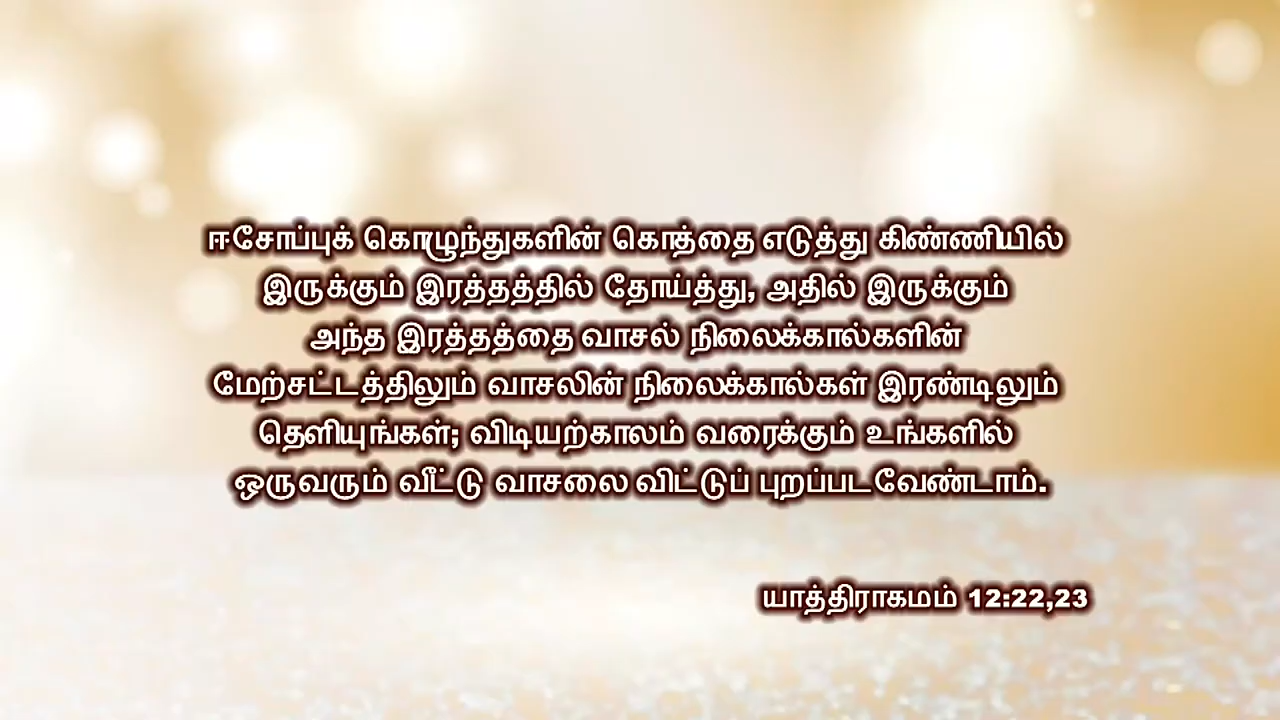 ஈசோப்புக் கொழுந்துகளின் கொத்தை எடுத்து கிண்ணியில்
இருக்கும் இரத்தத்தில் தோய்த்து, அதில் இருக்கும்
அந்த இரத்தத்தை வாசல் நிலைக்கால்களின்
மேற்சட்டத்திலும் வாசலின் நிலைக்கால்கள் இரண்டிலும்
தெளியுங்கள்; விடியற்காலம் வரைக்கும் உங்களில்
ஒருவரும் வீட்டு வாசலை விட்டுப் புறப்படவேண்டாம்.
யாத்திராகமம் 12:22,23